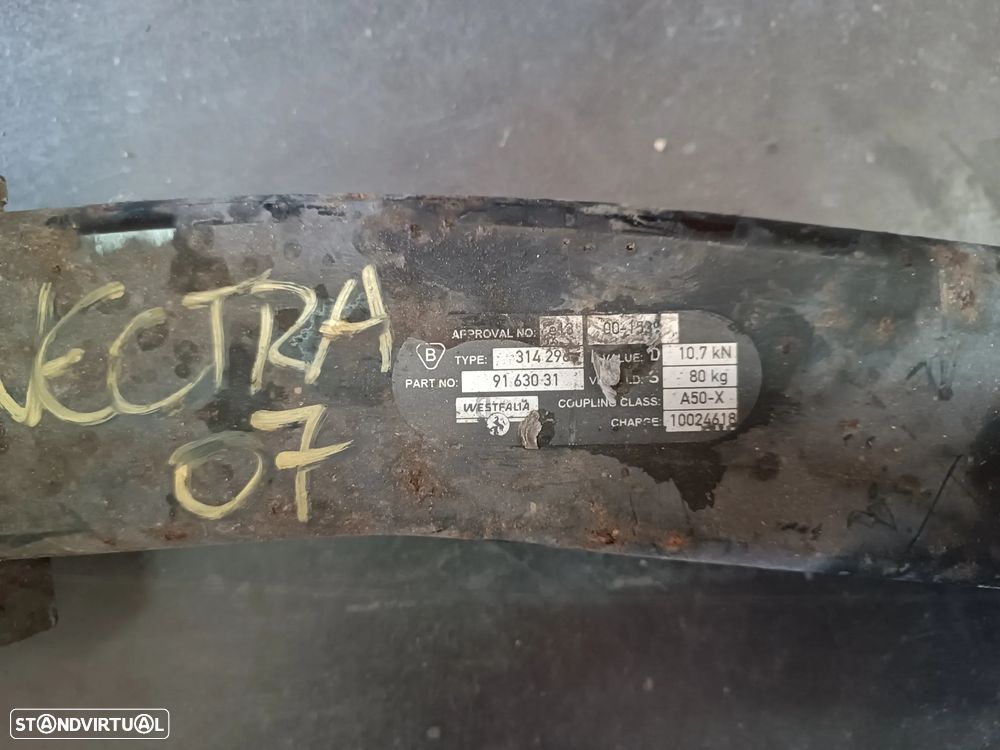 VECTRA
07
APPROVAL NO: 00-153
B TYPE: 314 29 VALUE: D 10.7 kN
PART NO: 91 630 31 S 80 kg
WESTFALIA COUPLING CLASS: A50-X
CHARGE: 10024618
STANDVIRTUAL